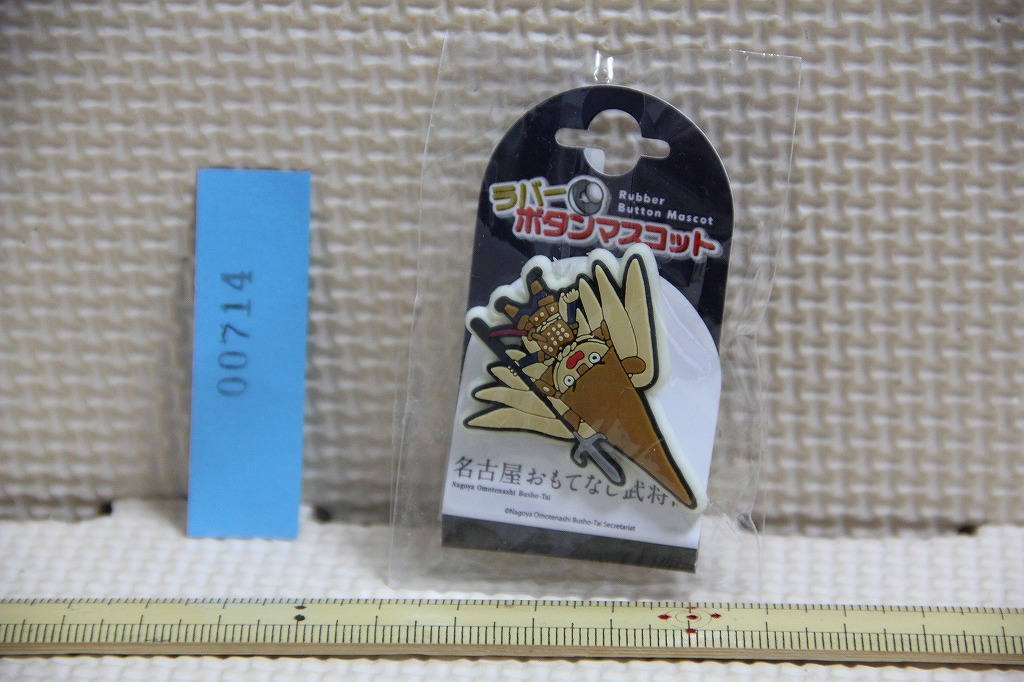 00714
ラバー
ボタンマスコット
Rubber
Button Mascot
名古屋おもてなし武将
Nagoya Omotenashi Busho-Tai
©Nagoya Omotenashi Busho-Tai Secretariat